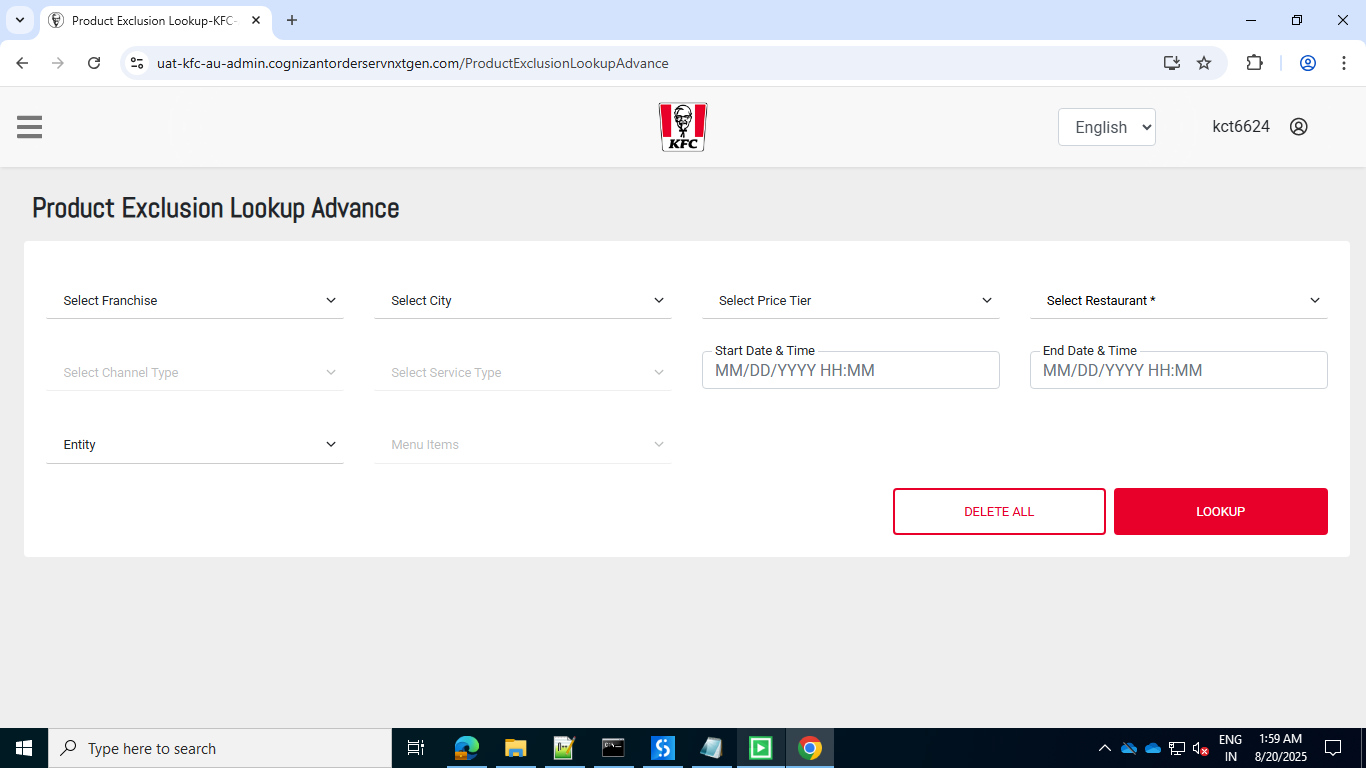 Product Exclusion Lookup-KFC-
uat-kfc-au-admin.cognizantorderservnxtgen.com/ProductExclusionLookupAdvance
KFC
English
kct6624
Product Exclusion Lookup Advance
Select Franchise
Select City
Select Price Tier
Select Restaurant *
Select Channel Type
Select Service Type
Start Date & Time
MM/DD/YYYY HH:MM
End Date & Time
MM/DD/YYYY HH:MM
Entity
Menu Items
DELETE ALL
LOOKUP
Type here to search
ENG
IN
1:59 AM
8/20/2025